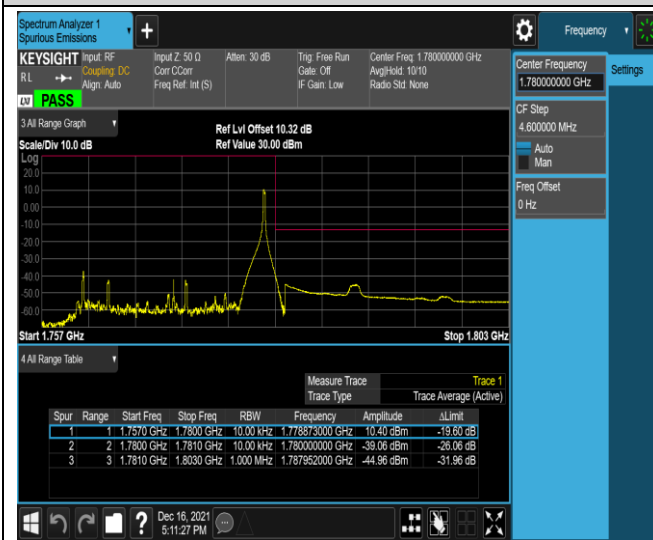 Spectrum Analyzer 1
Spurious Emissions
+
Frequency
KEYSIGHT Input: RF Input Z: 50 Ω Atten: 30 dB Trig: Free Run Center Freq: 1.780000000 GHz
RL Coupling: DC Corr CCorr Gate: Off Avg|Hold: 10/10
Align: Auto Freq Ref: Int (S) IF Gain: Low Radio Std: None
LXI PASS
Center Frequency
1.780000000 GHz
Settings
CF Step
4.600000 MHz
Auto
Man
Freq Offset
0 Hz
3 All Range Graph
Ref Lvl Offset 10.32 dB
Scale/Div 10.0 dB Ref Value 30.00 dBm
Log
20.0
10.0
0.00
-10.0
-20.0
-30.0
-40.0
-50.0
-60.0
Start 1.757 GHz Stop 1.803 GHz
4 All Range Table
Measure Trace Trace 1
Trace Type Trace Average (Active)
Spur Range Start Freq Stop Freq RBW Frequency Amplitude ΔLimit
1 1 1.7570 GHz 1.7800 GHz 10.00 kHz 1.778873000 GHz 10.40 dBm -19.60 dB
2 2 1.7800 GHz 1.7810 GHz 10.00 kHz 1.780000000 GHz -39.06 dBm -26.06 dB
3 3 1.7810 GHz 1.8030 GHz 1.000 MHz 1.787952000 GHz -44.96 dBm -31.96 dB
? Dec 16, 2021
5:11:27 PM